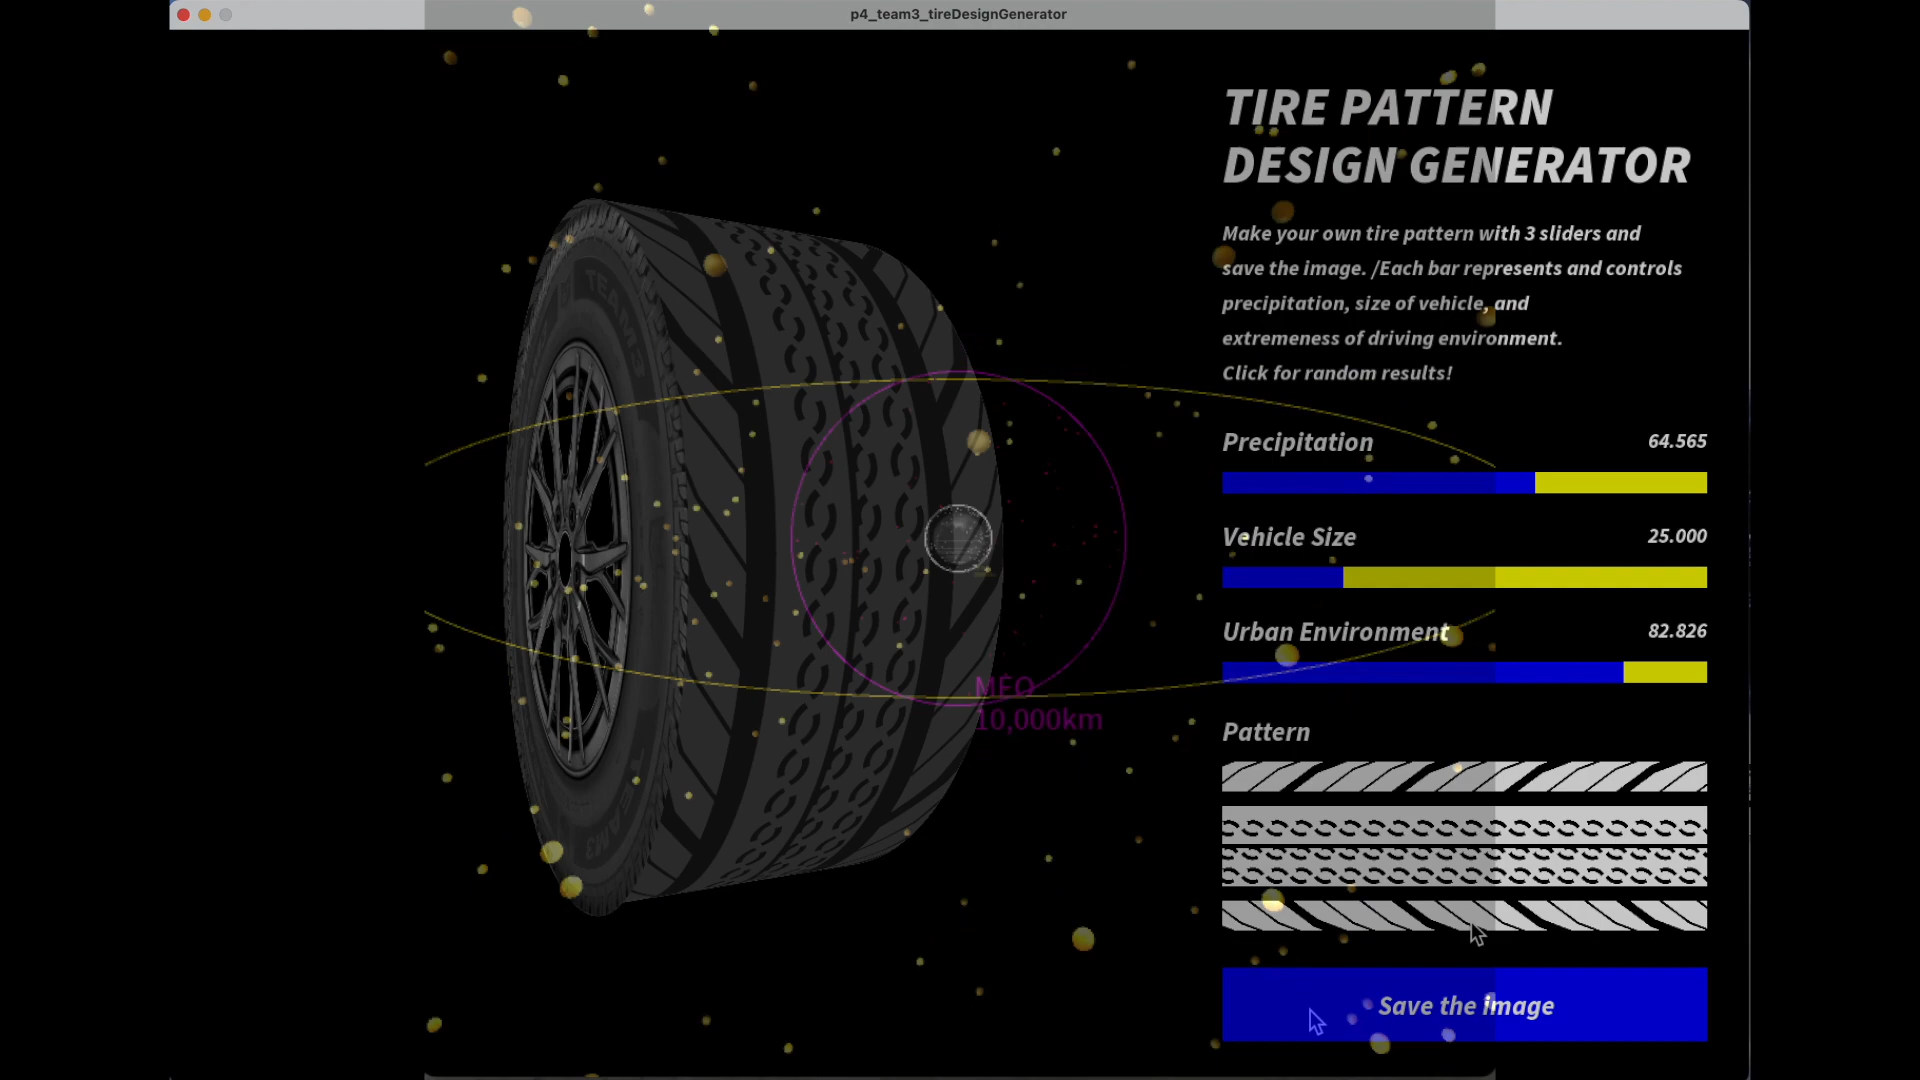 p4_team3_tireDesignGenerator
TIRE PATTERN
DESIGN GENERATOR
Make your own tire pattern with 3 sliders and
save the image. /Each bar represents and controls
precipitation, size of vehicle, and
extremeness of driving environment.
Click for random results!
Precipitation
64.565
Vehicle Size
25.000
Urban Environment
82.826
Pattern
Save the image
TEAM3
MEO
10,000km